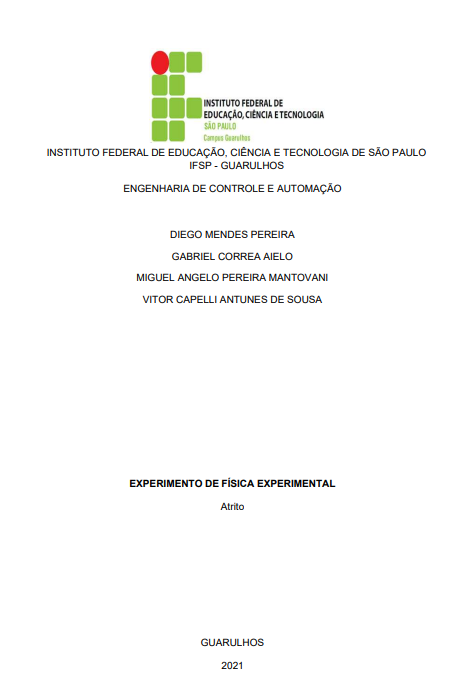 INSTITUTO FEDERAL DE
EDUCAÇÃO, CIÊNCIA E TECNOLOGIA
SÃO PAULO
Campus Guarulhos
INSTITUTO FEDERAL DE EDUCAÇÃO, CIÊNCIA E TECNOLOGIA DE SÃO PAULO
IFSP - GUARULHOS
ENGENHARIA DE CONTROLE E AUTOMAÇÃO
DIEGO MENDES PEREIRA
GABRIEL CORREA AIELO
MIGUEL ANGELO PEREIRA MANTOVANI
VITOR CAPELLI ANTUNES DE SOUSA
EXPERIMENTO DE FÍSICA EXPERIMENTAL
Atrito
GUARULHOS
2021